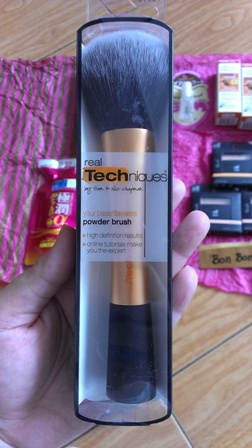 real
Techniques
by Sam & Nic Chapman
your base/flawless
powder brush
• high definition results
• online tutorials make
you the expert
Bon Bon